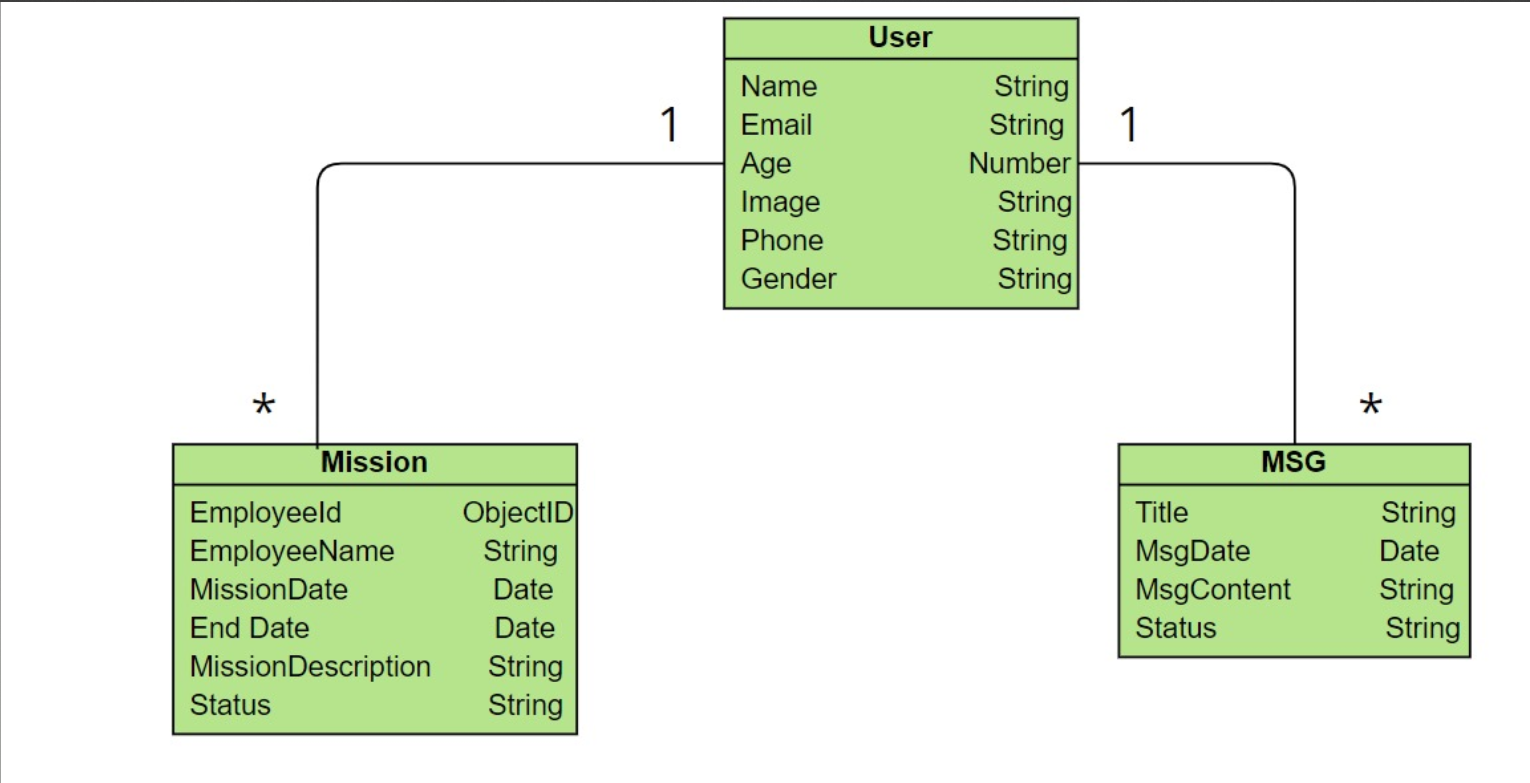 User
Name String
Email String
Age Number
Image String
Phone String
Gender String
1
1
*
*
Mission
EmployeeId ObjectID
EmployeeName String
MissionDate Date
End Date Date
MissionDescription String
Status String
MSG
Title String
MsgDate Date
MsgContent String
Status String